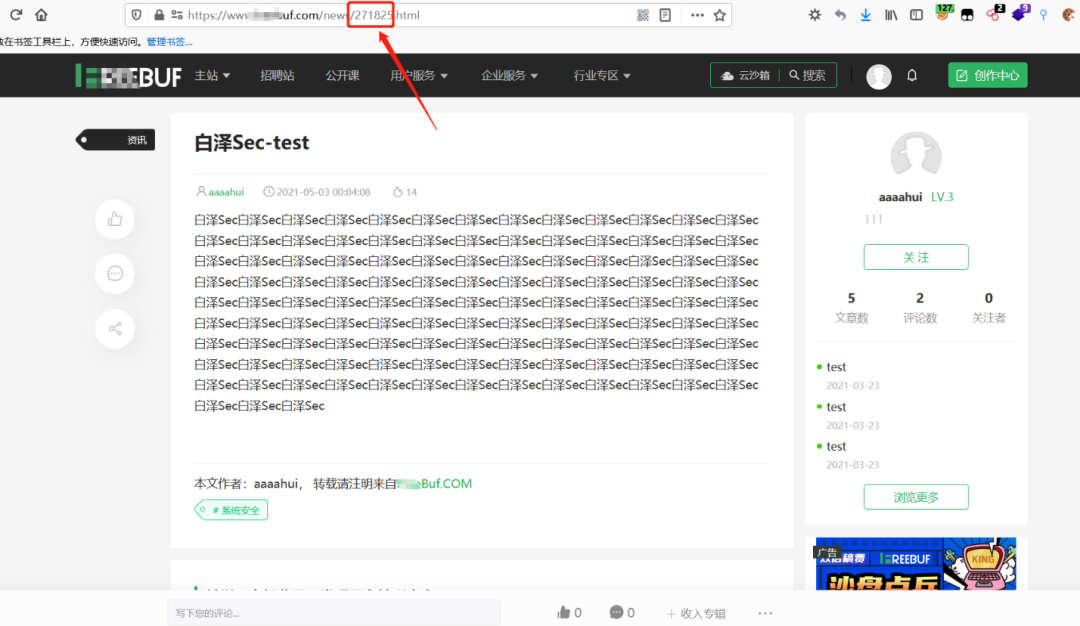 127
2
9
https://www.
uf.com/news/271825.html
放在书签工具栏上，方便快速访问。管理书签...
REEBUF 主站 招聘站 公开课 用户服务 企业服务 行业专区 云沙箱 搜索 创作中心
资讯
白泽Sec-test
aaaahui 2021-05-03 00:04:08 14
白泽Sec白泽Sec白泽Sec白泽Sec白泽Sec白泽Sec白泽Sec白泽Sec白泽Sec白泽Sec白泽Sec白泽Sec白泽Sec
白泽Sec白泽Sec白泽Sec白泽Sec白泽Sec白泽Sec白泽Sec白泽Sec白泽Sec白泽Sec白泽Sec白泽Sec白泽Sec
白泽Sec白泽Sec白泽Sec白泽Sec白泽Sec白泽Sec白泽Sec白泽Sec白泽Sec白泽Sec白泽Sec白泽Sec白泽Sec
白泽Sec白泽Sec白泽Sec白泽Sec白泽Sec白泽Sec白泽Sec白泽Sec白泽Sec白泽Sec白泽Sec白泽Sec白泽Sec
白泽Sec白泽Sec白泽Sec白泽Sec白泽Sec白泽Sec白泽Sec白泽Sec白泽Sec白泽Sec白泽Sec白泽Sec白泽Sec
白泽Sec白泽Sec白泽Sec白泽Sec白泽Sec白泽Sec白泽Sec白泽Sec白泽Sec白泽Sec白泽Sec白泽Sec白泽Sec
白泽Sec白泽Sec白泽Sec白泽Sec白泽Sec白泽Sec白泽Sec白泽Sec白泽Sec白泽Sec白泽Sec白泽Sec白泽Sec
白泽Sec白泽Sec白泽Sec白泽Sec白泽Sec白泽Sec白泽Sec白泽Sec白泽Sec白泽Sec白泽Sec白泽Sec白泽Sec
白泽Sec白泽Sec白泽Sec白泽Sec白泽Sec白泽Sec白泽Sec白泽Sec白泽Sec白泽Sec白泽Sec白泽Sec白泽Sec
白泽Sec白泽Sec白泽Sec
本文作者：aaaahui， 转载请注明来自
eBuf.COM
# 系统安全
aaaahui LV.3
111
关注
5 2 0
文章数 评论数 关注者
test
2021-03-23
test
2021-03-23
test
2021-03-23
浏览更多
广告
双倍稿费 REEBUF KING
沙盘点兵
写下您的评论... 0 0 + 收入专辑 ...